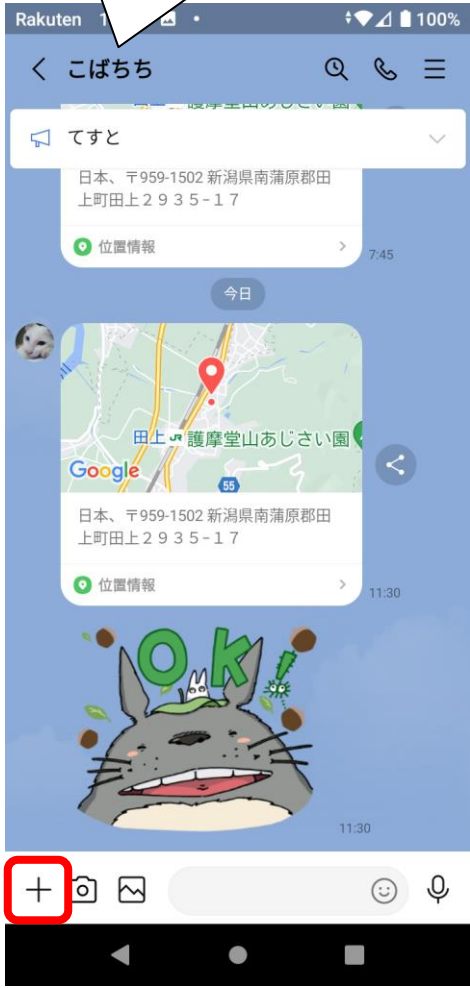 Rakuten
100%
こばちち
てすと
日本、〒959-1502 新潟県南蒲原郡田
上町田上２９３５−１７
位置情報
7:45
今日
田上
JR
護摩堂山あじさい園
Google
55
日本、〒959-1502 新潟県南蒲原郡田
上町田上２９３５−１７
位置情報
11:30
OK!
11:30